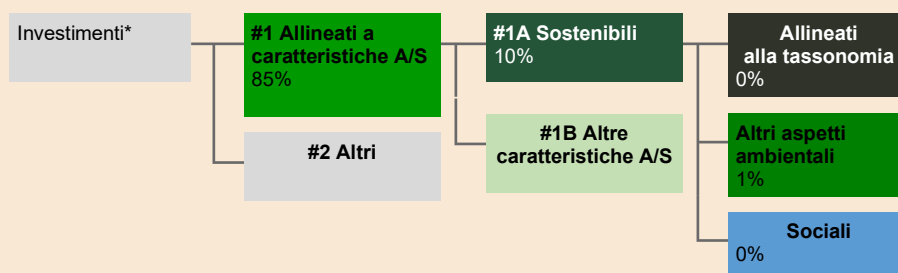 Investimenti*
#1 Allineati a
caratteristiche A/S
85%
#2 Altri
#1A Sostenibili
10%
#1B Altre
caratteristiche A/S
Allineati
alla tassonomia
0%
Altri aspetti
ambientali
1%
Sociali
0%